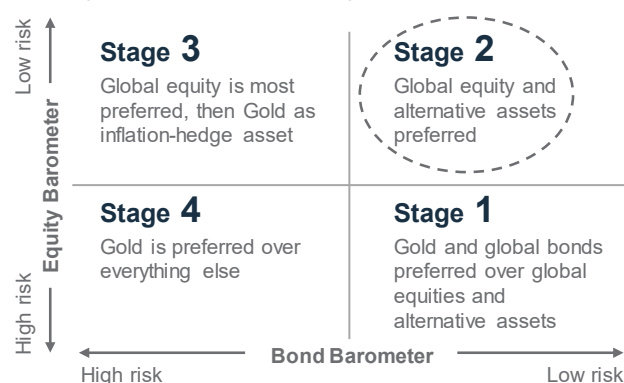 Low risk
Equity Barometer
High risk
Stage 3
Global equity is most
preferred, then Gold as
inflation-hedge asset
Stage 2
Global equity and
alternative assets
preferred
Stage 4
Gold is preferred over
everything else
Stage 1
Gold and global bonds
preferred over global
equities and
alternative assets
Bond Barometer
High risk
Low risk